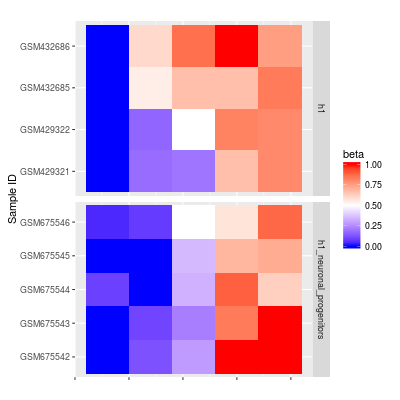 Sample ID
GSM432686
GSM432685
GSM429322
GSM429321
h1
GSM675546
GSM675545
GSM675544
GSM675543
GSM675542
h1_neuronal_progenitors
beta
1.00
0.75
0.50
0.25
0.00